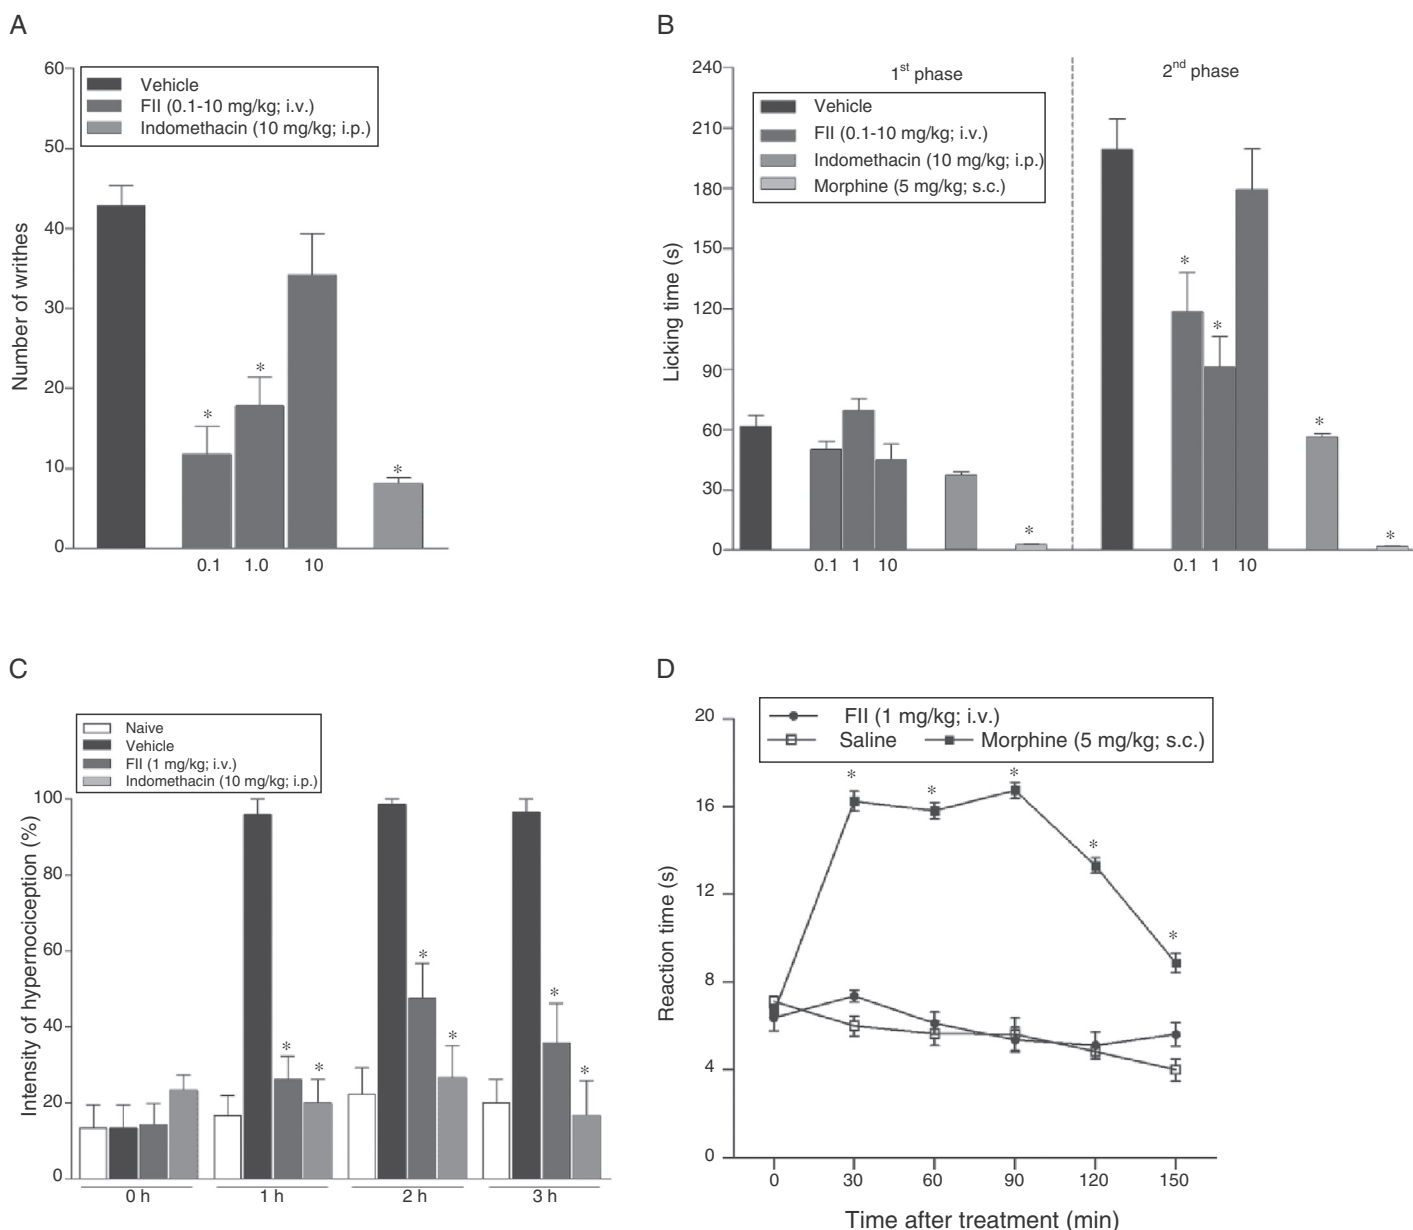 A
Number of writhes
60
50
40
30
20
10
0
Vehicle
FII (0.1-10 mg/kg; i.v.)
Indomethacin (10 mg/kg; i.p.)
*
*
*
0.1 1.0 10
B
Licking time (s)
240
210
180
150
120
90
60
30
0
1st phase
2nd phase
Vehicle
FII (0.1-10 mg/kg; i.v.)
Indomethacin (10 mg/kg; i.p.)
Morphine (5 mg/kg; s.c.)
*
*
*
*
*
0.1 1 10
0.1 1 10
C
Intensity of hypernociception (%)
Naive
Vehicle
FII (1 mg/kg; i.v.)
Indomethacin (10 mg/kg; i.p.)
100
80
60
40
20
0
*
*
*
*
*
*
0 h 1 h 2 h 3 h
D
Reaction time (s)
20
16
12
8
4
0
FII (1 mg/kg; i.v.)
Saline Morphine (5 mg/kg; s.c.)
*
*
*
*
*
0 30 60 90 120 150
Time after treatment (min)